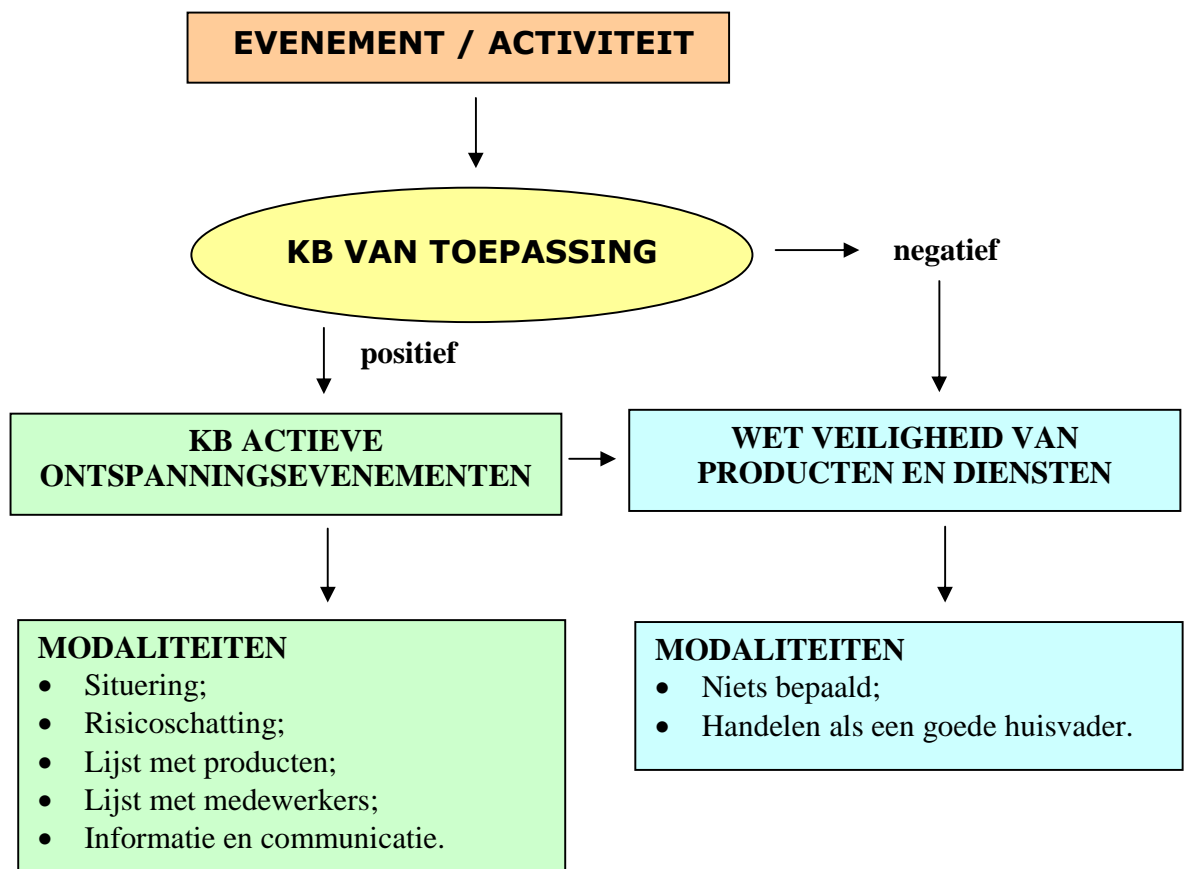 EVENEMENT / ACTIVITEIT
KB VAN TOEPASSING
negatief
positief
KB ACTIEVE
ONTSPANNINGSEVENEMENTEN
WET VEILIGHEID VAN
PRODUCTEN EN DIENSTEN
MODALITEITEN
• Situering;
• Risicoschatting;
• Lijst met producten;
• Lijst met medewerkers;
• Informatie en communicatie.
MODALITEITEN
• Niets bepaald;
• Handelen als een goede huisvader.